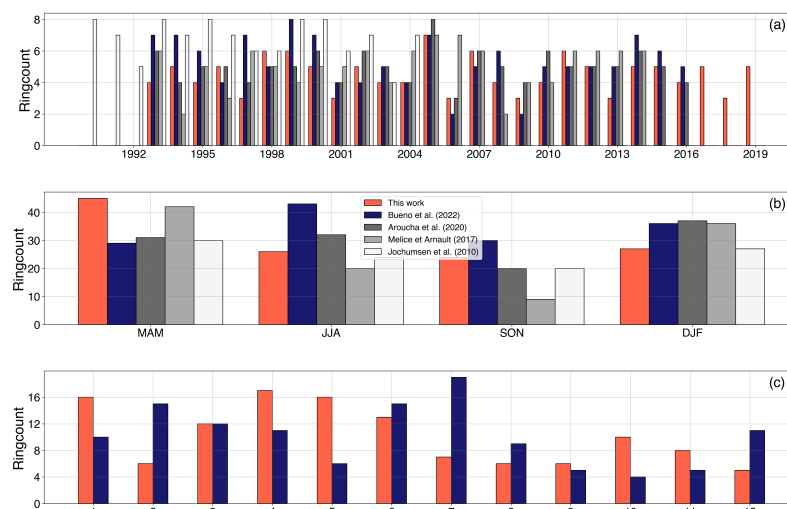 (a)
Ringcount
8
6
4
2
0
1992 1995 1998 2001 2004 2007 2010 2013 2016 2019
(b)
Ringcount
40
30
20
10
0
This work
Bueno et al. (2022)
Aroucha et al. (2020)
Melice et Arnault (2017)
Jochumsen et al. (2010)
MAM JJA SON DJF
(c)
Ringcount
16
12
8
4
0